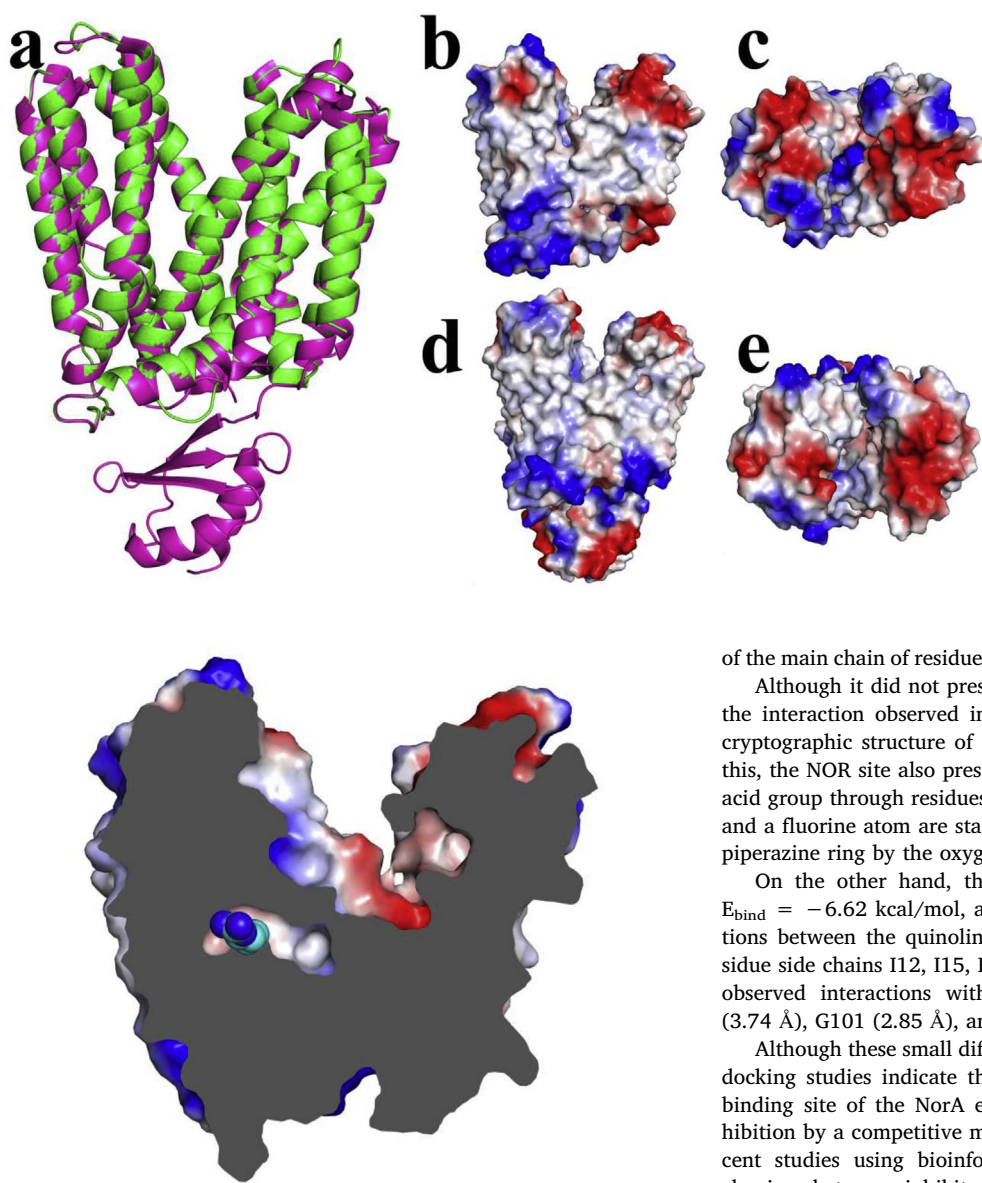 a
b
c
d
e
of the main chain of residue
Although it did not pres
the interaction observed in
cryptographic structure of
this, the NOR site also pres
acid group through residues
and a fluorine atom are sta
piperazine ring by the oxyg
On the other hand, th
E_bind = −6.62 kcal/mol, a
tions between the quinolin
sidue side chains I12, I15, I
observed interactions with
(3.74 Å), G101 (2.85 Å), an
Although these small dif
docking studies indicate th
binding site of the NorA e
hibition by a competitive m
cent studies using bioinfo